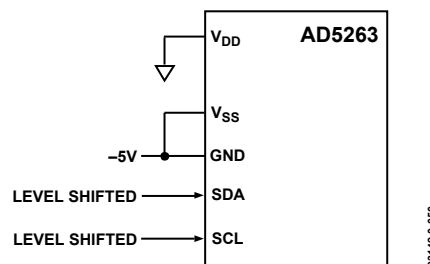 VDD
AD5263
VSS
–5V
GND
LEVEL SHIFTED
SDA
LEVEL SHIFTED
SCL